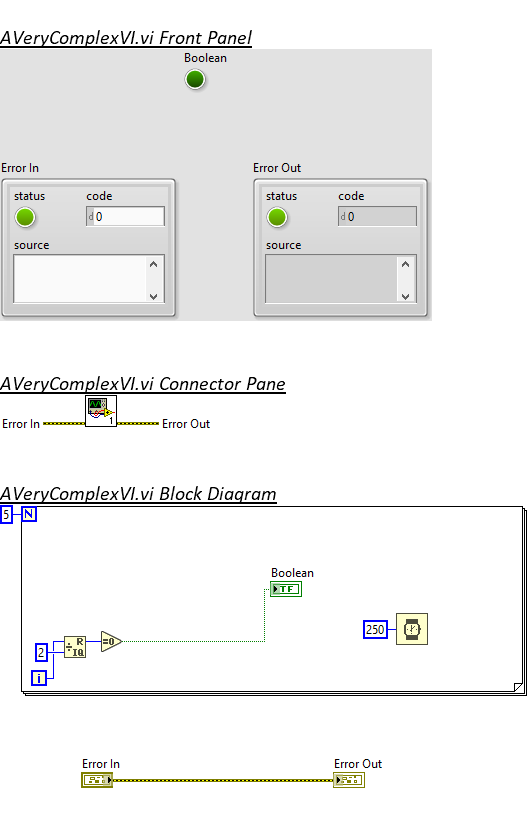 AVeryComplexVI.vi Front Panel
Boolean
Error In
Error Out
status code
d 0
source
status code
d 0
source
AVeryComplexVI.vi Connector Pane
Error In
1
Error Out
AVeryComplexVI.vi Block Diagram
5 N
Boolean
TF
250
R
IQ
=0
2
i
Error In
Error Out